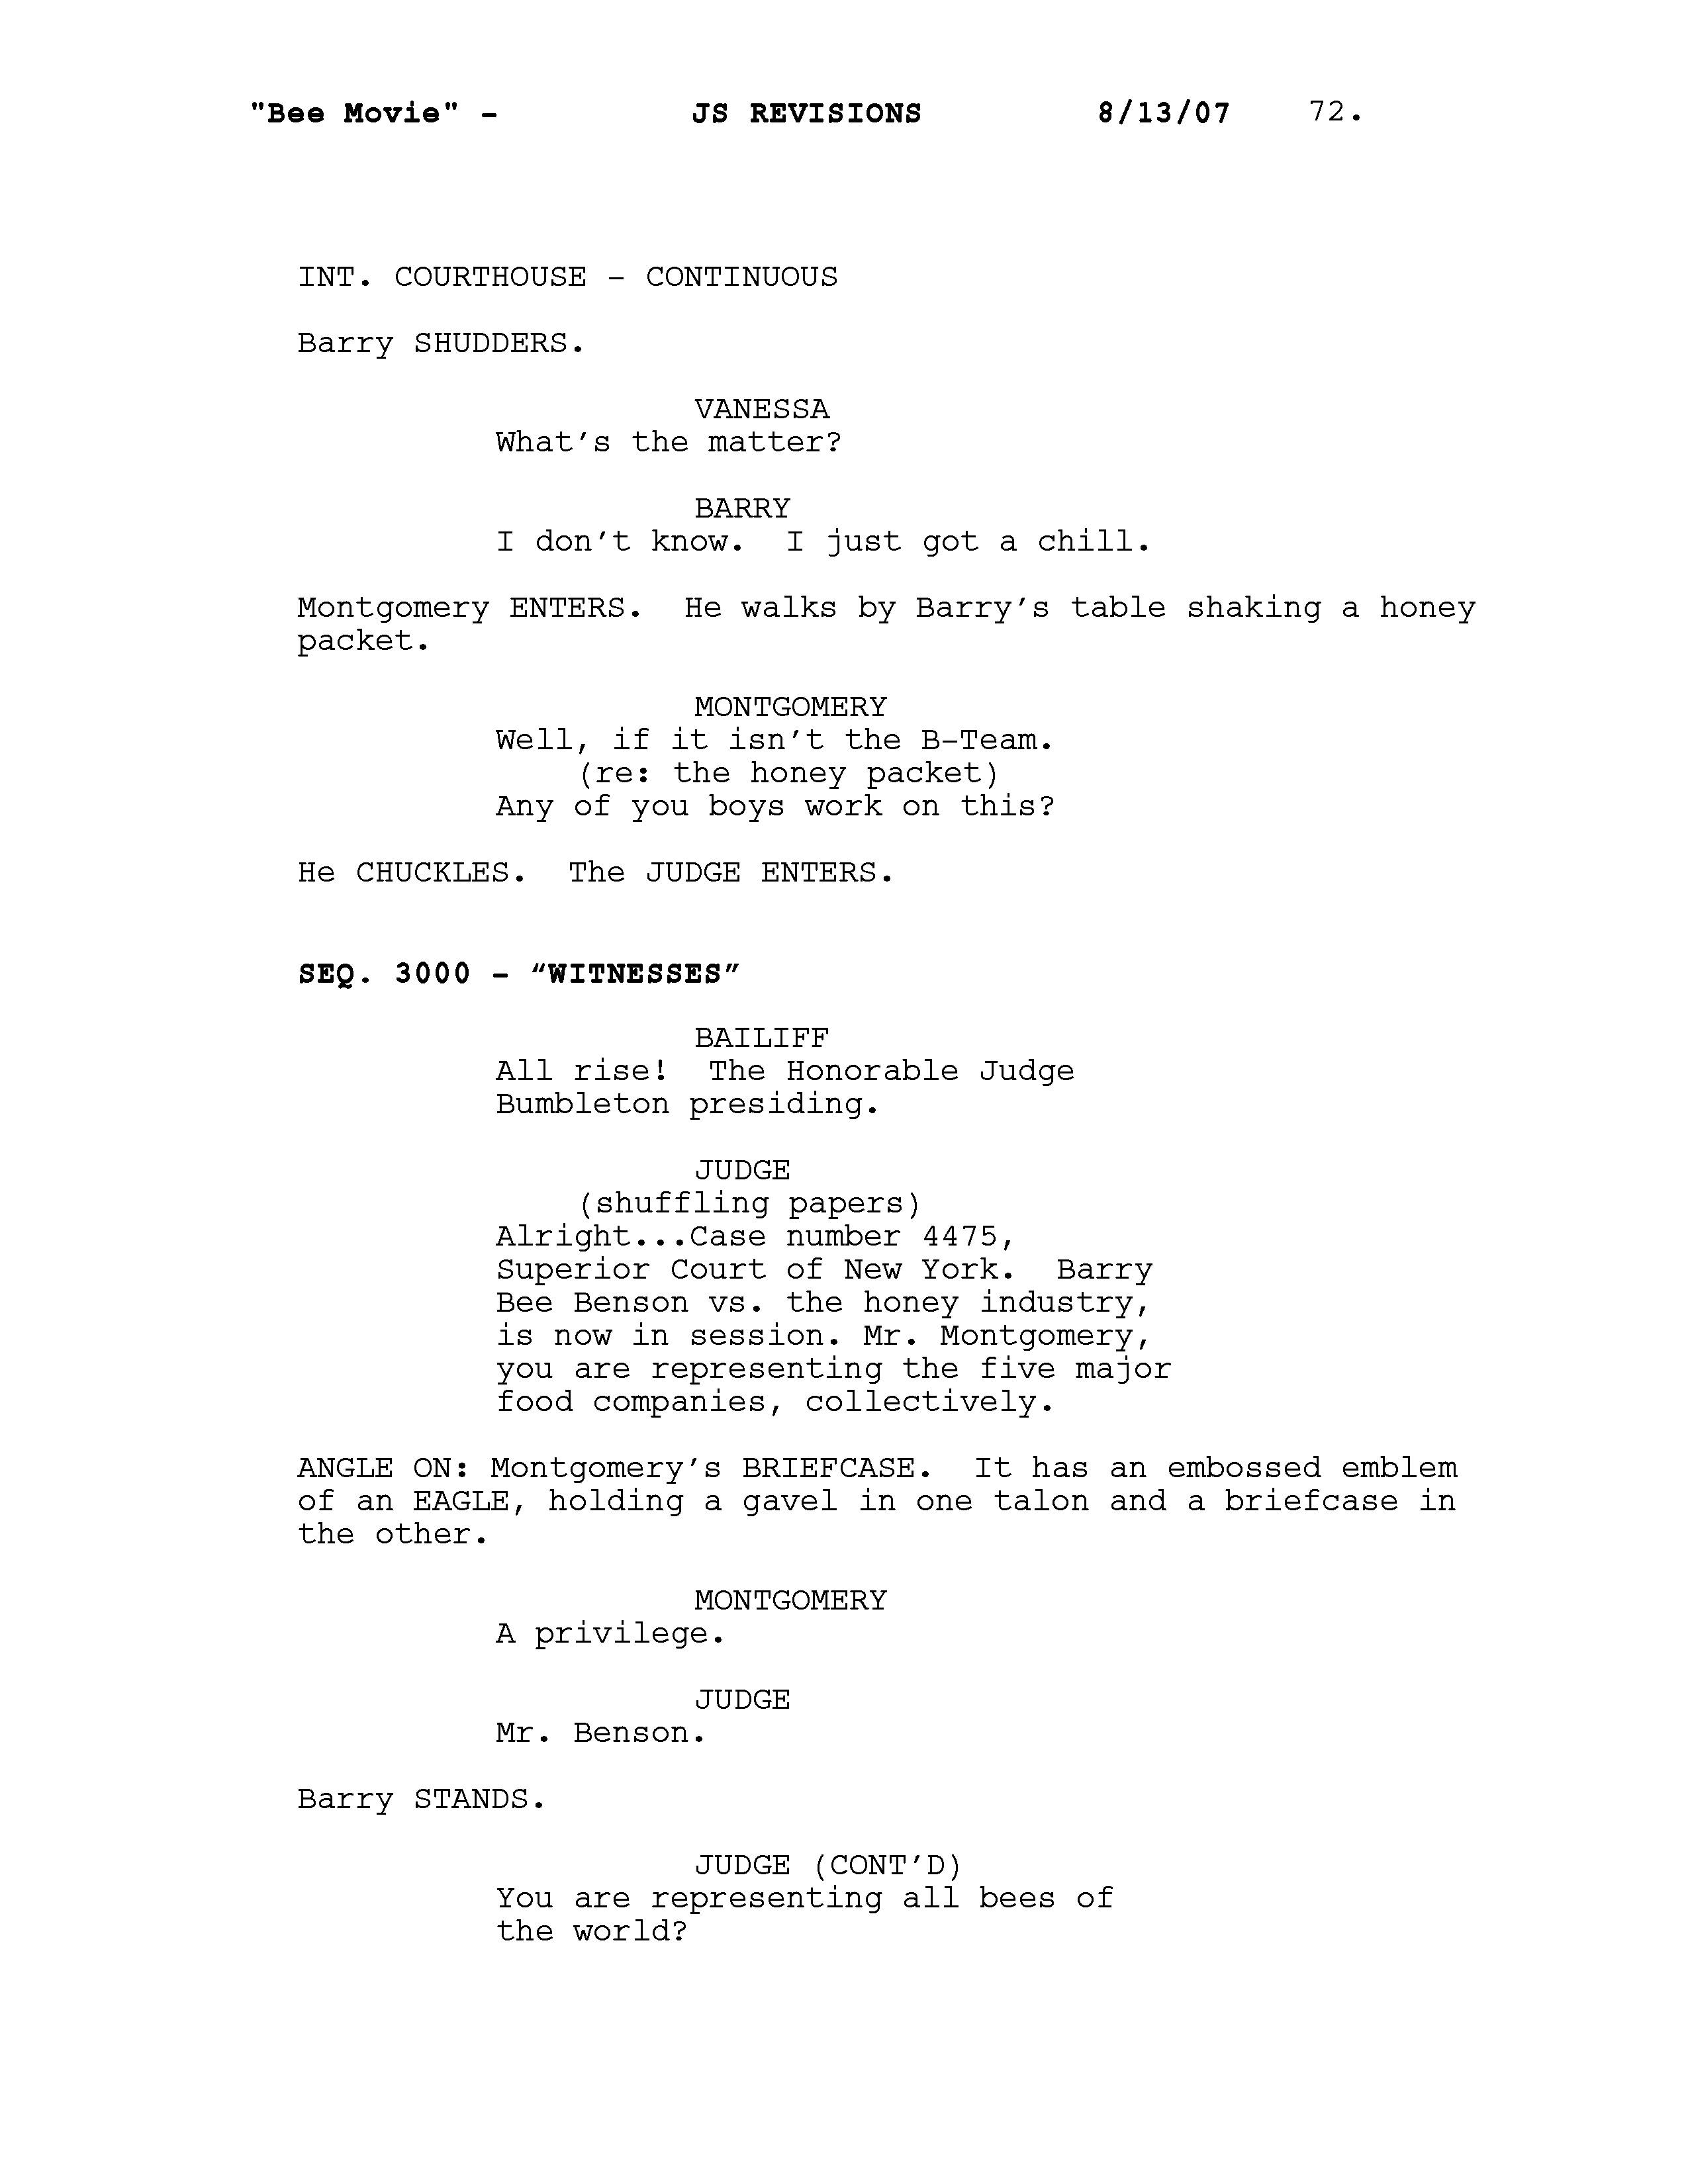 "Bee Movie" - JS REVISIONS 8/13/07 72.
INT. COURTHOUSE - CONTINUOUS
Barry SHUDDERS.
VANESSA
What's the matter?
BARRY
I don't know.  I just got a chill.
Montgomery ENTERS.  He walks by Barry's table shaking a honey
packet.
MONTGOMERY
Well, if it isn't the B-Team.
(re: the honey packet)
Any of you boys work on this?
He CHUCKLES.  The JUDGE ENTERS.
SEQ. 3000 - “WITNESSES”
BAILIFF
All rise!  The Honorable Judge
Bumbleton presiding.
JUDGE
(shuffling papers)
Alright...Case number 4475,
Superior Court of New York.  Barry
Bee Benson vs. the honey industry,
is now in session. Mr. Montgomery,
you are representing the five major
food companies, collectively.
ANGLE ON: Montgomery's BRIEFCASE.  It has an embossed emblem
of an EAGLE, holding a gavel in one talon and a briefcase in
the other.
MONTGOMERY
A privilege.
JUDGE
Mr. Benson.
Barry STANDS.
JUDGE (CONT'D)
You are representing all bees of
the world?